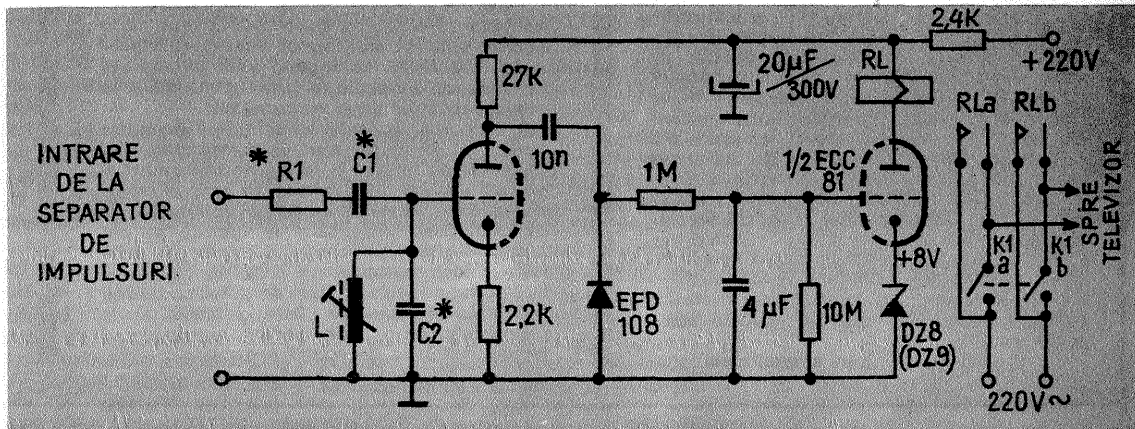 INTRARE
DE LA
SEPARATOR
DE
IMPULSURI
* R1
* C1
L
C2 *
27K
10n
2,2K
EFD
108
1M
20µF/300V
4µF
10M
RL
1/2 ECC
81
+8V
DZ8
(DZ9)
2,4K
+220V
RLa RLb
K1
a
K1
b
220V~
SPRE
TELEVIZOR